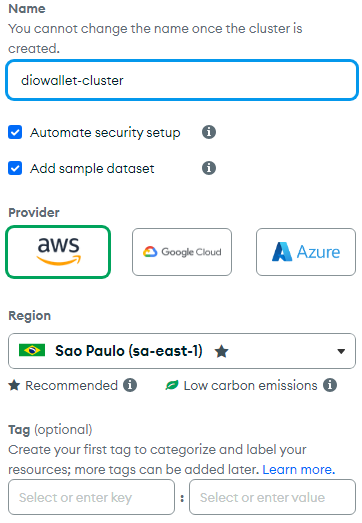 Name
You cannot change the name once the cluster is
created.
diowallet-cluster
Automate security setup
Add sample dataset
Provider
aws
Google Cloud
Azure
Region
Sao Paulo (sa-east-1)
Recommended
Low carbon emissions
Tag (optional)
Create your first tag to categorize and label your
resources; more tags can be added later. Learn more.
Select or enter key : Select or enter value